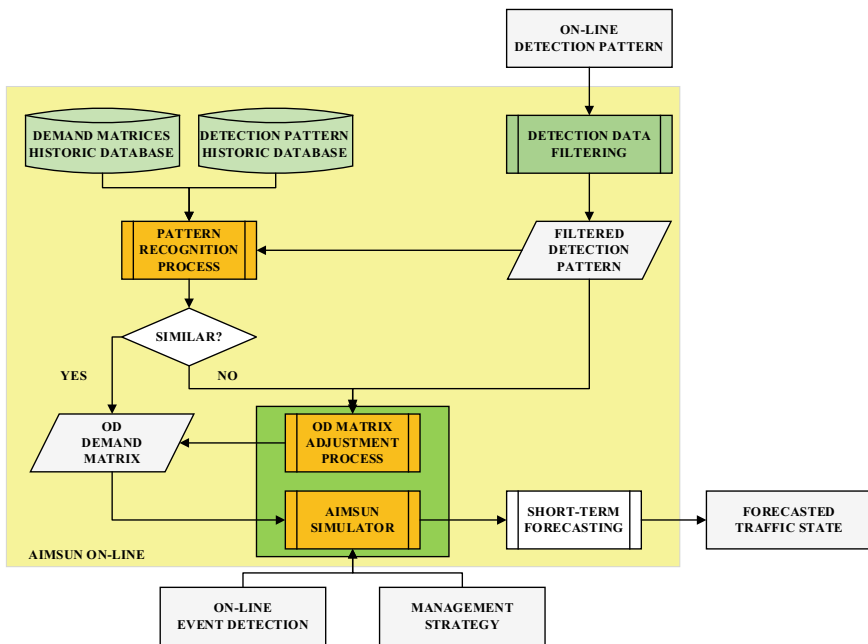 ON-LINE
DETECTION PATTERN
DEMAND MATRICES
HISTORIC DATABASE
DETECTION PATTERN
HISTORIC DATABASE
DETECTION DATA
FILTERING
PATTERN
RECOGNITION
PROCESS
FILTERED
DETECTION
PATTERN
SIMILAR?
YES
NO
OD
DEMAND
MATRIX
OD MATRIX
ADJUSTMENT
PROCESS
AIMSUN
SIMULATOR
SHORT-TERM
FORECASTING
FORECASTED
TRAFFIC STATE
AIMSUN ON-LINE
ON-LINE
EVENT DETECTION
MANAGEMENT
STRATEGY